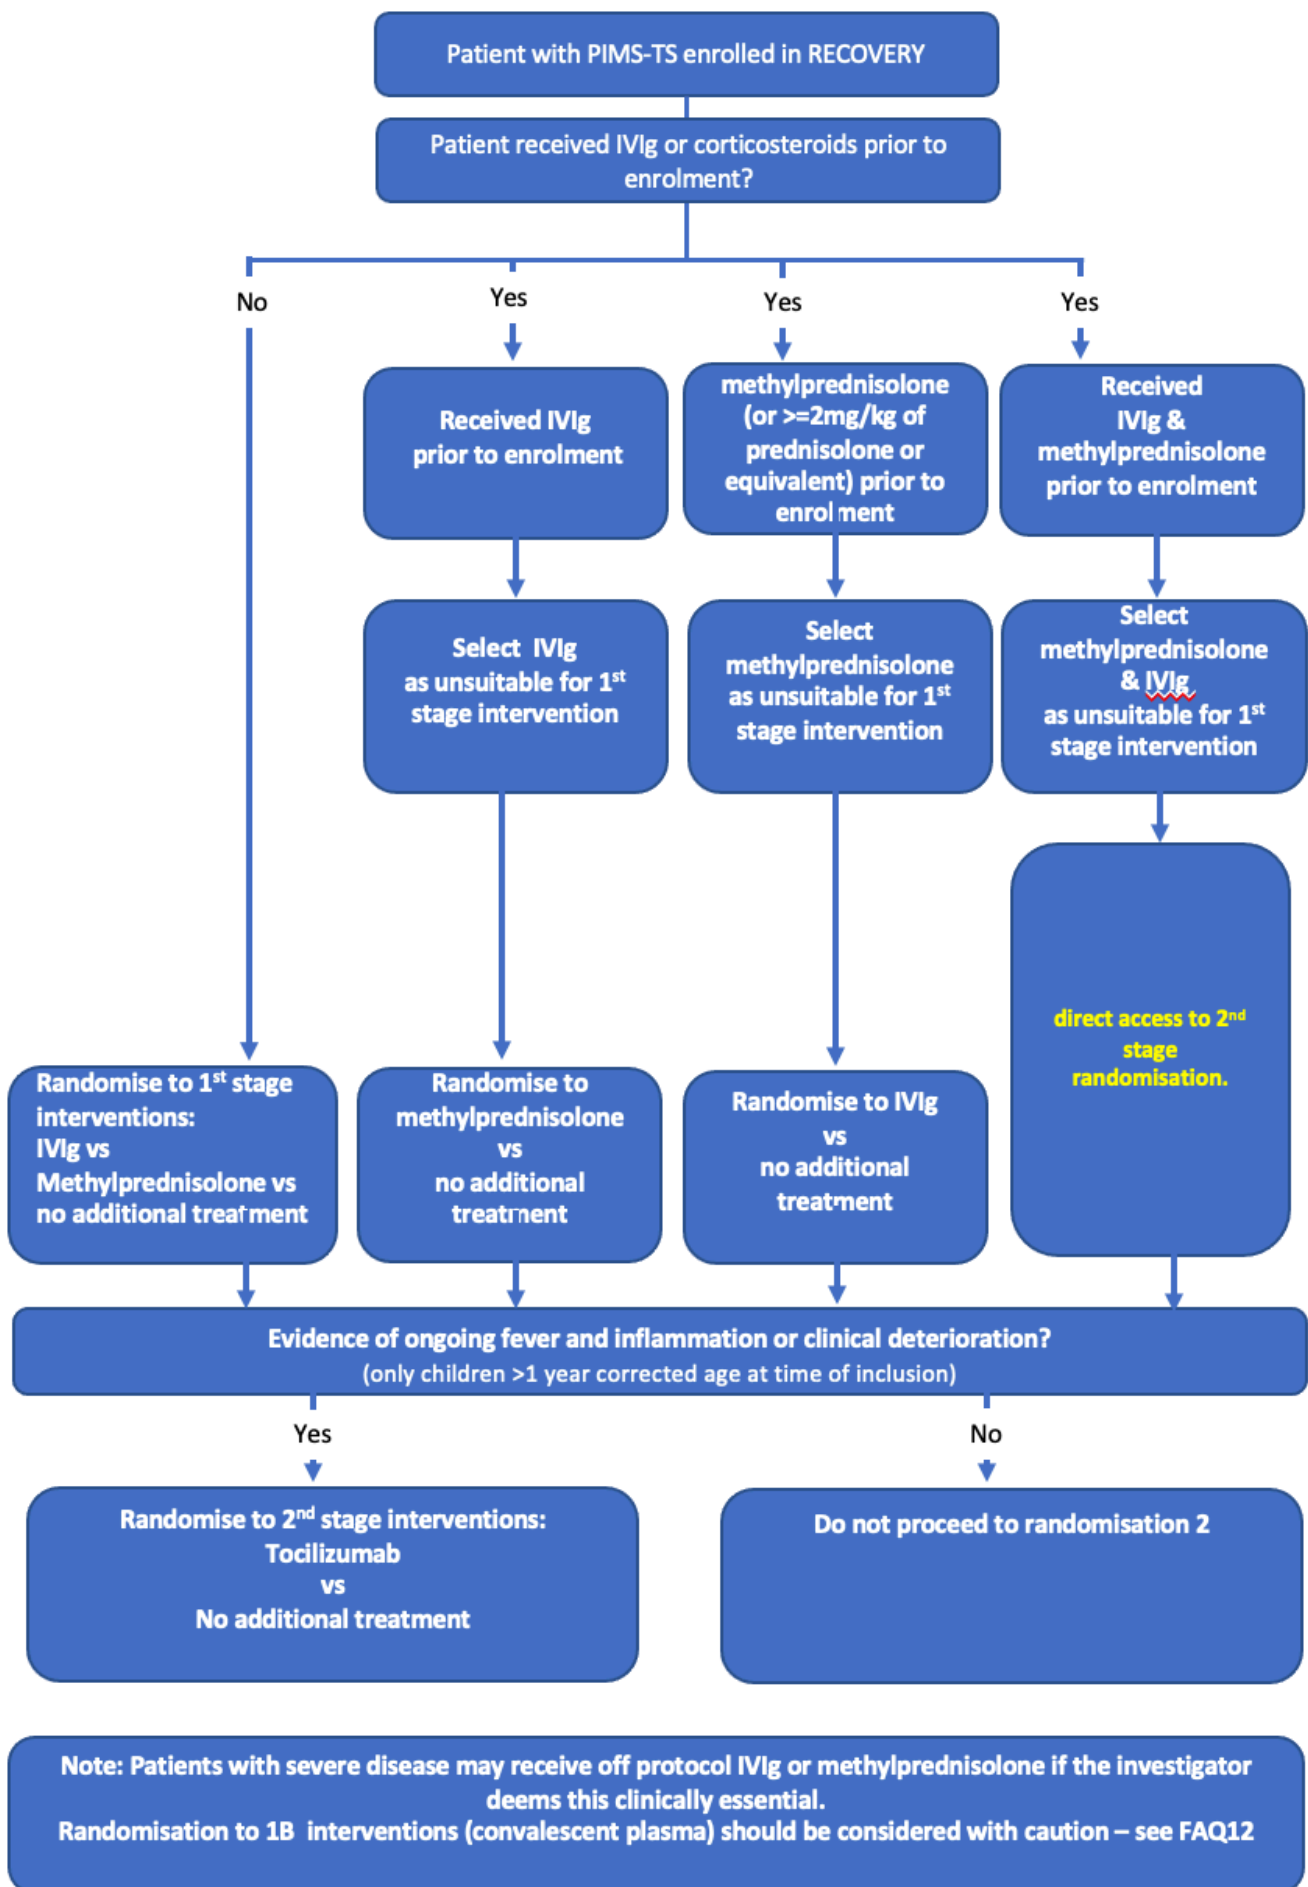 Patient with PIMS-TS enrolled in RECOVERY
Patient received IVIg or corticosteroids prior to
enrolment?
No
Yes
Yes
Yes
Received IVIg
prior to enrolment
methylprednisolone
(or >=2mg/kg of
prednisolone or
equivalent) prior to
enrolment
Received
IVIg &
methylprednisolone
prior to enrolment
Select IVIg
as unsuitable for 1st
stage intervention
Select
methylprednisolone
as unsuitable for 1st
stage intervention
Select
methylprednisolone
& IVIg
as unsuitable for 1st
stage intervention
direct access to 2nd
stage
randomisation.
Randomise to 1st stage
interventions:
IVIg vs
Methylprednisolone vs
no additional treatment
Randomise to
methylprednisolone
vs
no additional
treatment
Randomise to IVIg
vs
no additional
treatment
Evidence of ongoing fever and inflammation or clinical deterioration?
(only children >1 year corrected age at time of inclusion)
Yes
No
Randomise to 2nd stage interventions:
Tocilizumab
vs
No additional treatment
Do not proceed to randomisation 2
Note: Patients with severe disease may receive off protocol IVIg or methylprednisolone if the investigator
deems this clinically essential.
Randomisation to 1B interventions (convalescent plasma) should be considered with caution – see FAQ12